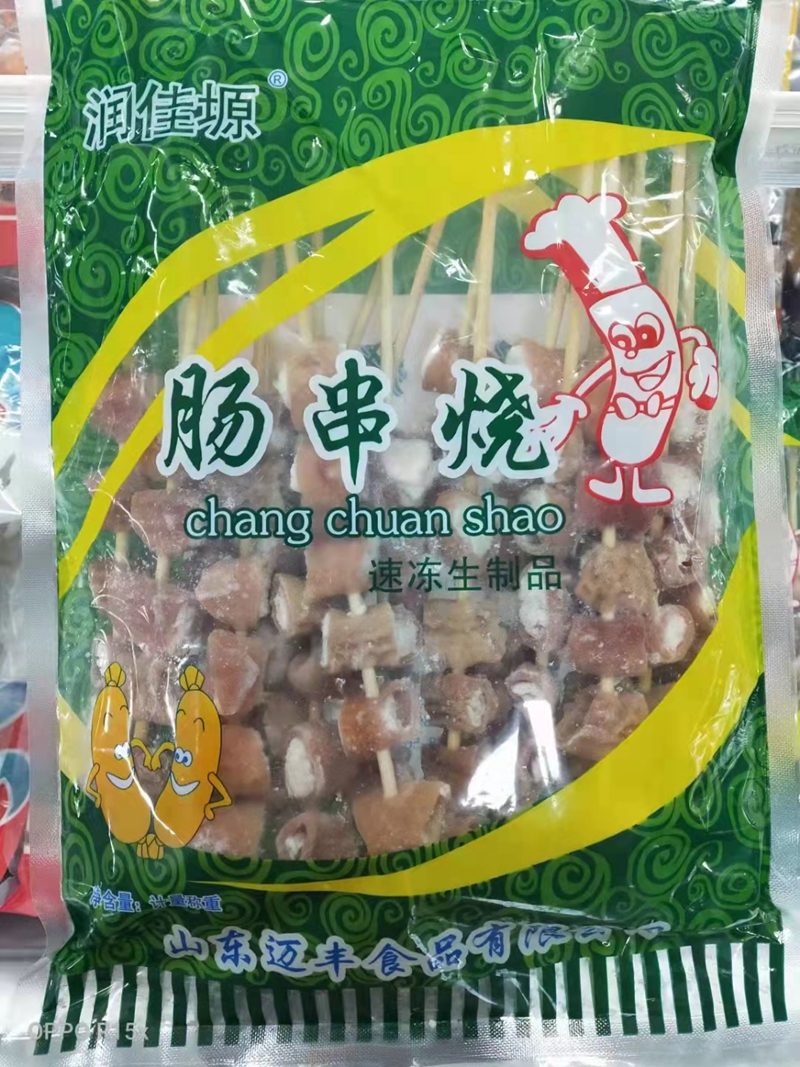 润佳塬®
肠串烧
chang chuan shao
速冻生制品
净含量：计量称重
山东迈丰食品有限公司